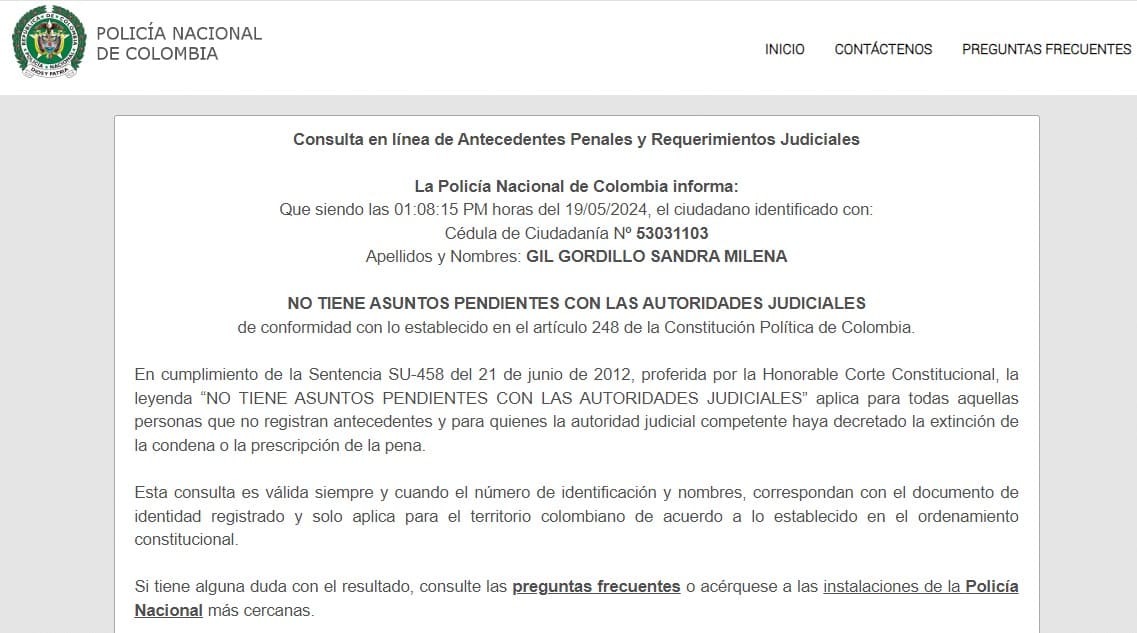 POLICÍA NACIONAL
DE COLOMBIA
INICIO CONTÁCTENOS PREGUNTAS FRECUENTES
Consulta en línea de Antecedentes Penales y Requerimientos Judiciales
La Policía Nacional de Colombia informa:
Que siendo las 01:08:15 PM horas del 19/05/2024, el ciudadano identificado con:
Cédula de Ciudadanía Nº 53031103
Apellidos y Nombres: GIL GORDILLO SANDRA MILENA
NO TIENE ASUNTOS PENDIENTES CON LAS AUTORIDADES JUDICIALES
de conformidad con lo establecido en el artículo 248 de la Constitución Política de Colombia.
En cumplimiento de la Sentencia SU-458 del 21 de junio de 2012, proferida por la Honorable Corte Constitucional, la
leyenda “NO TIENE ASUNTOS PENDIENTES CON LAS AUTORIDADES JUDICIALES” aplica para todas aquellas
personas que no registran antecedentes y para quienes la autoridad judicial competente haya decretado la extinción de
la condena o la prescripción de la pena.
Esta consulta es válida siempre y cuando el número de identificación y nombres, correspondan con el documento de
identidad registrado y solo aplica para el territorio colombiano de acuerdo a lo establecido en el ordenamiento
constitucional.
Si tiene alguna duda con el resultado, consulte las preguntas frecuentes o acérquese a las instalaciones de la Policía
Nacional más cercanas.